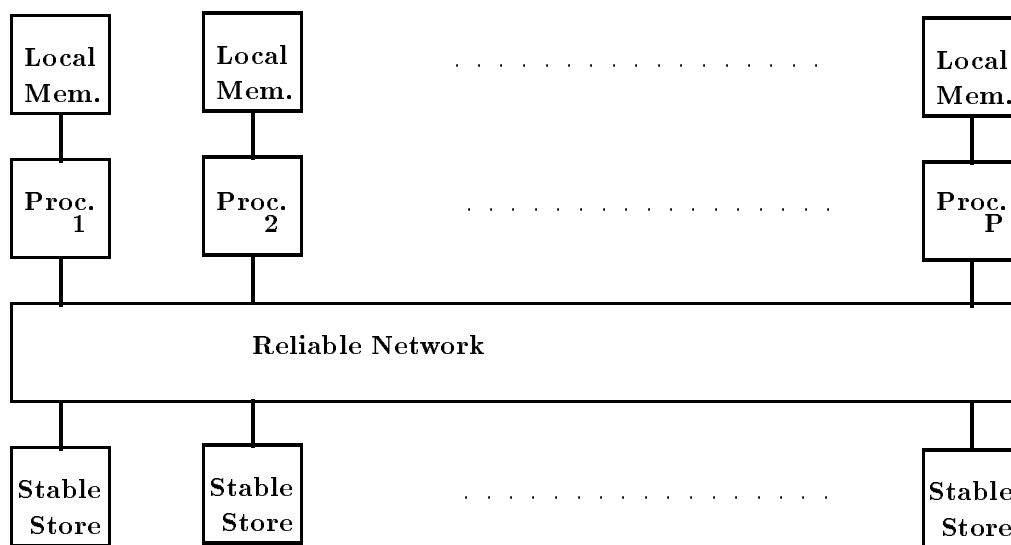 Local
Mem.
Local
Mem.
Local
Mem.
Proc.
1
Proc.
2
Proc.
P
Reliable Network
Stable
Store
Stable
Store
Stable
Store